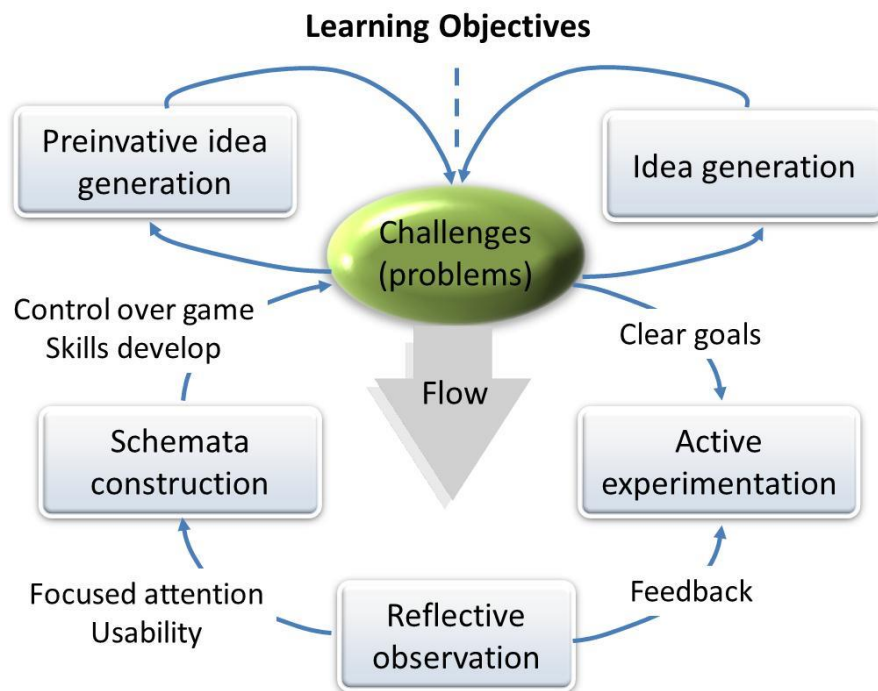 Learning Objectives
Preinvative idea
generation
Idea generation
Challenges
(problems)
Control over game
Skills develop
Clear goals
Flow
Schemata
construction
Active
experimentation
Focused attention
Usability
Feedback
Reflective
observation